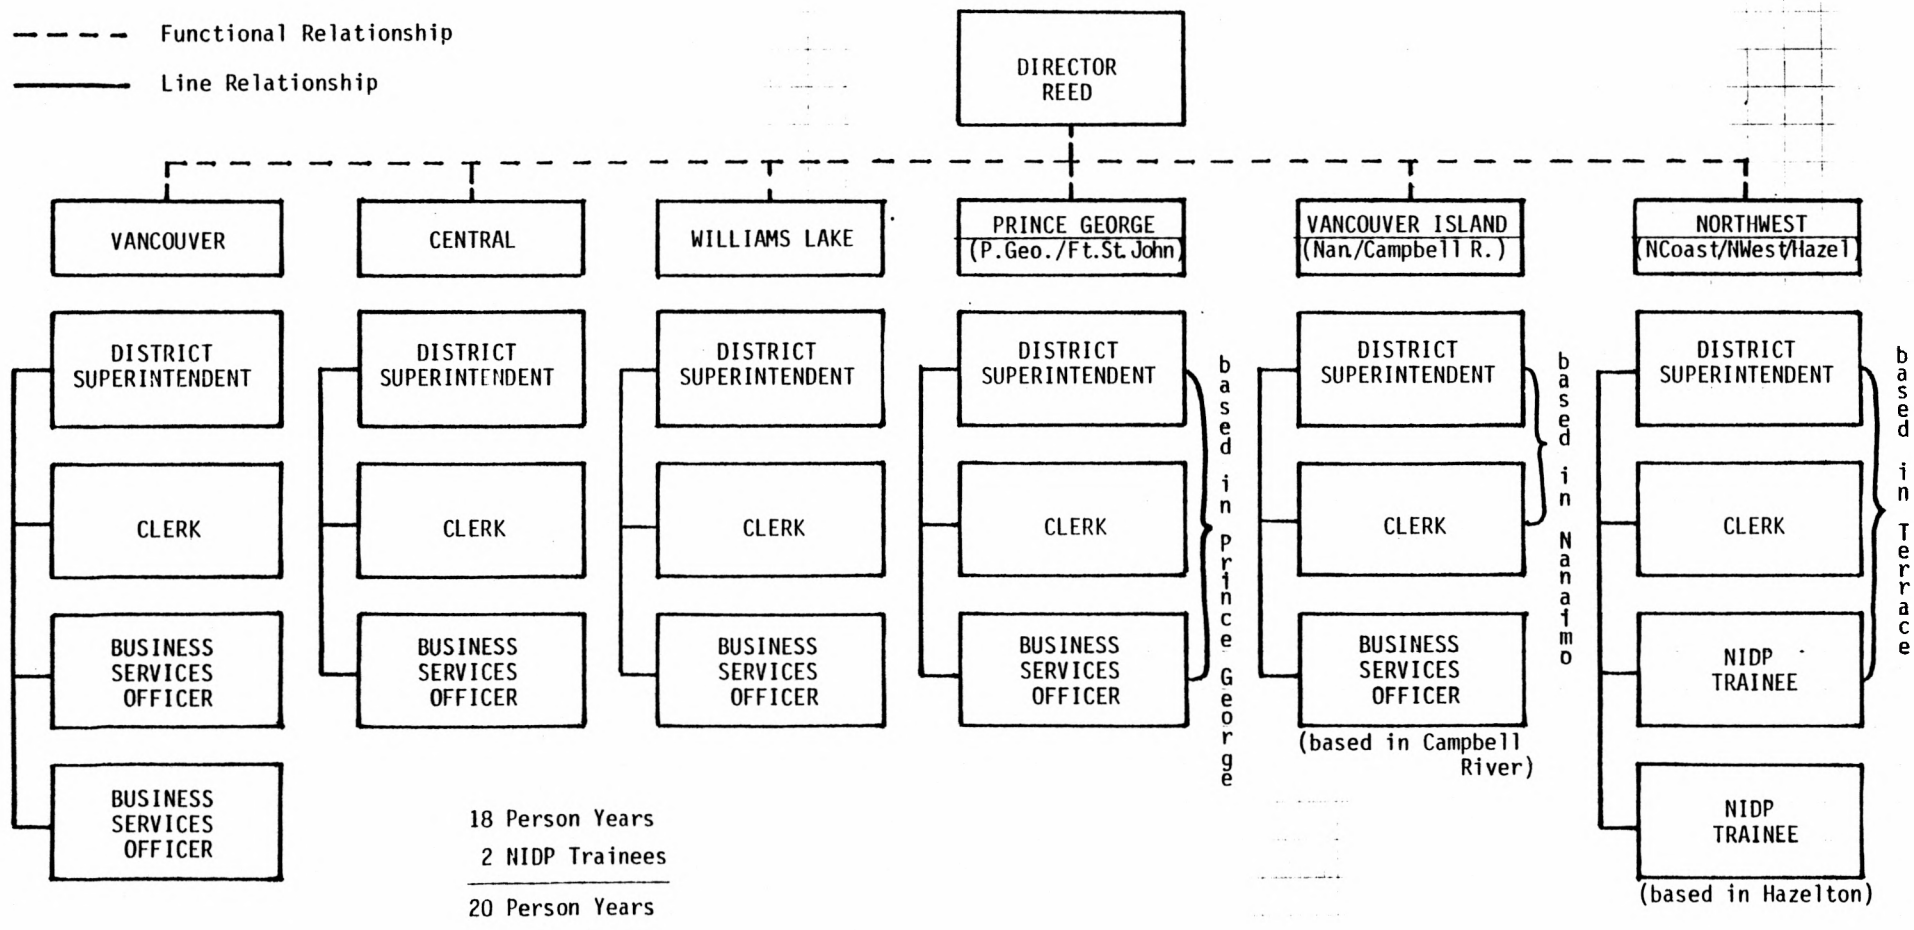 Functional Relationship
Line Relationship
DIRECTOR
REED
VANCOUVER
CENTRAL
WILLIAMS LAKE
PRINCE GEORGE
(P.Geo./Ft.St.John)
VANCOUVER ISLAND
(Nan./Campbell R.)
NORTHWEST
(NCoast/NWest/Hazel)
DISTRICT
SUPERINTENDENT
CLERK
BUSINESS
SERVICES
OFFICER
BUSINESS
SERVICES
OFFICER
DISTRICT
SUPERINTENDENT
CLERK
BUSINESS
SERVICES
OFFICER
DISTRICT
SUPERINTENDENT
CLERK
BUSINESS
SERVICES
OFFICER
DISTRICT
SUPERINTENDENT
CLERK
BUSINESS
SERVICES
OFFICER
based in Prince George
DISTRICT
SUPERINTENDENT
CLERK
based in Nanaimo
BUSINESS
SERVICES
OFFICER
(based in Campbell
River)
DISTRICT
SUPERINTENDENT
CLERK
NIDP
TRAINEE
based in Terrace
NIDP
TRAINEE
(based in Hazelton)
18 Person Years
2 NIDP Trainees
20 Person Years